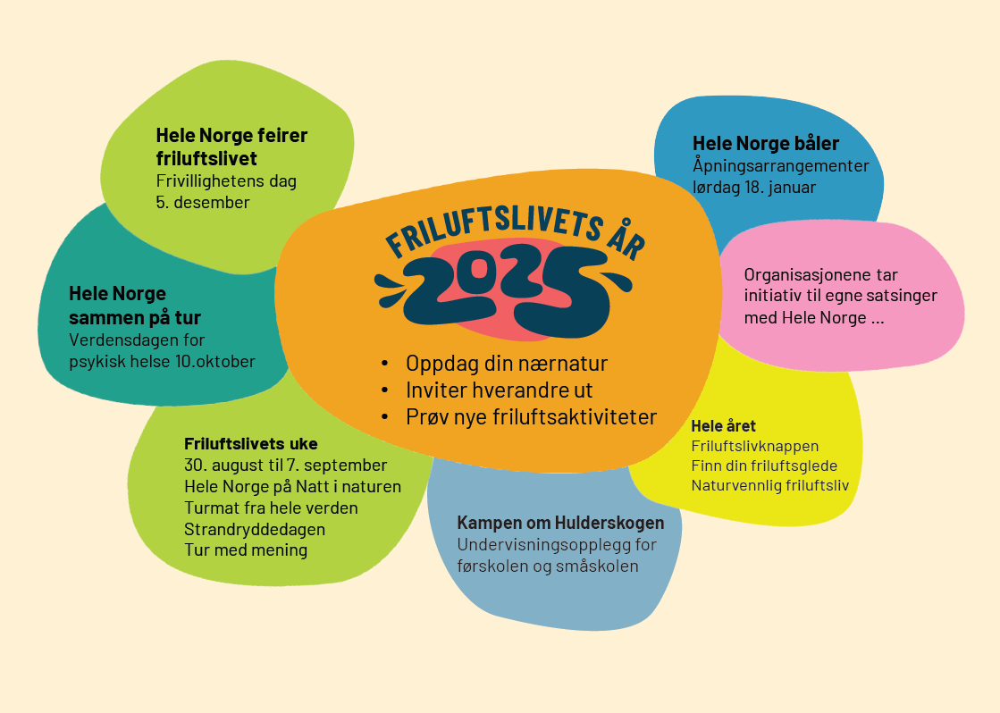 FRILUFTSLIVETS ÅR
2025
• Oppdag din nærnatur
• Inviter hverandre ut
• Prøv nye friluftsaktiviteter
Hele Norge båler
Åpningsarrangementer
lørdag 18. januar
Organisasjonene tar
initiativ til egne satsinger
med Hele Norge ...
Hele året
Friluftslivknappen
Finn din friluftsglede
Naturvennlig friluftsliv
Kampen om Hulderskogen
Undervisningsopplegg for
førskolen og småskolen
Friluftslivets uke
30. august til 7. september
Hele Norge på Natt i naturen
Turmat fra hele verden
Strandryddedagen
Tur med mening
Hele Norge
sammen på tur
Verdensdagen for
psykisk helse 10.oktober
Hele Norge feirer
friluftslivet
Frivillighetens dag
5. desember